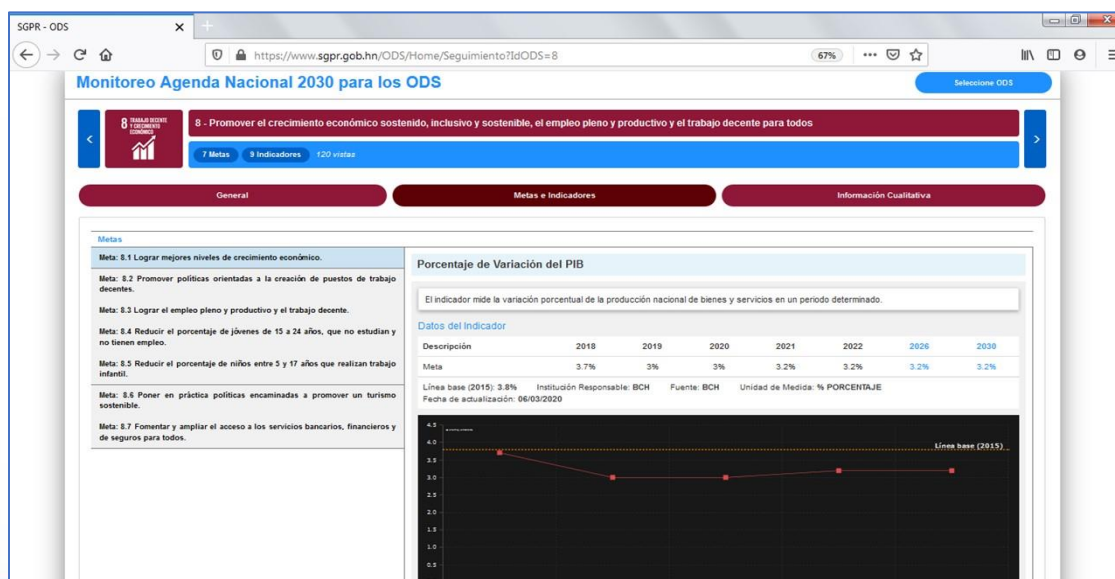 SGPR - ODS
https://www.sgpr.gob.hn/ODS/Home/Seguimiento?IdODS=8
67%
Monitoreo Agenda Nacional 2030 para los ODS
Seleccione ODS
8 TRABAJO DECENTE
Y CRECIMIENTO
ECONÓMICO
8 - Promover el crecimiento económico sostenido, inclusivo y sostenible, el empleo pleno y productivo y el trabajo decente para todos
7 Metas 9 Indicadores 120 vistas
General Metas e Indicadores Información Cualitativa
Metas
Meta: 8.1 Lograr mejores niveles de crecimiento económico.
Meta: 8.2 Promover políticas orientadas a la creación de puestos de trabajo
decentes.
Meta: 8.3 Lograr el empleo pleno y productivo y el trabajo decente.
Meta: 8.4 Reducir el porcentaje de jóvenes de 15 a 24 años, que no estudian y
no tienen empleo.
Meta: 8.5 Reducir el porcentaje de niños entre 5 y 17 años que realizan trabajo
infantil.
Meta: 8.6 Poner en práctica políticas encaminadas a promover un turismo
sostenible.
Meta: 8.7 Fomentar y ampliar el acceso a los servicios bancarios, financieros y
de seguros para todos.
Porcentaje de Variación del PIB
El indicador mide la variación porcentual de la producción nacional de bienes y servicios en un periodo determinado.
Datos del Indicador
Descripción 2018 2019 2020 2021 2022 2026 2030
Meta 3.7% 3% 3% 3.2% 3.2% 3.2% 3.2%
Línea base (2015): 3.8% Institución Responsable: BCH Fuente: BCH Unidad de Medida: % PORCENTAJE
Fecha de actualización: 06/03/2020
4.5
4.0
Línea base (2015)
3.5
3.0
2.5
2.0
1.5
1.0
0.5